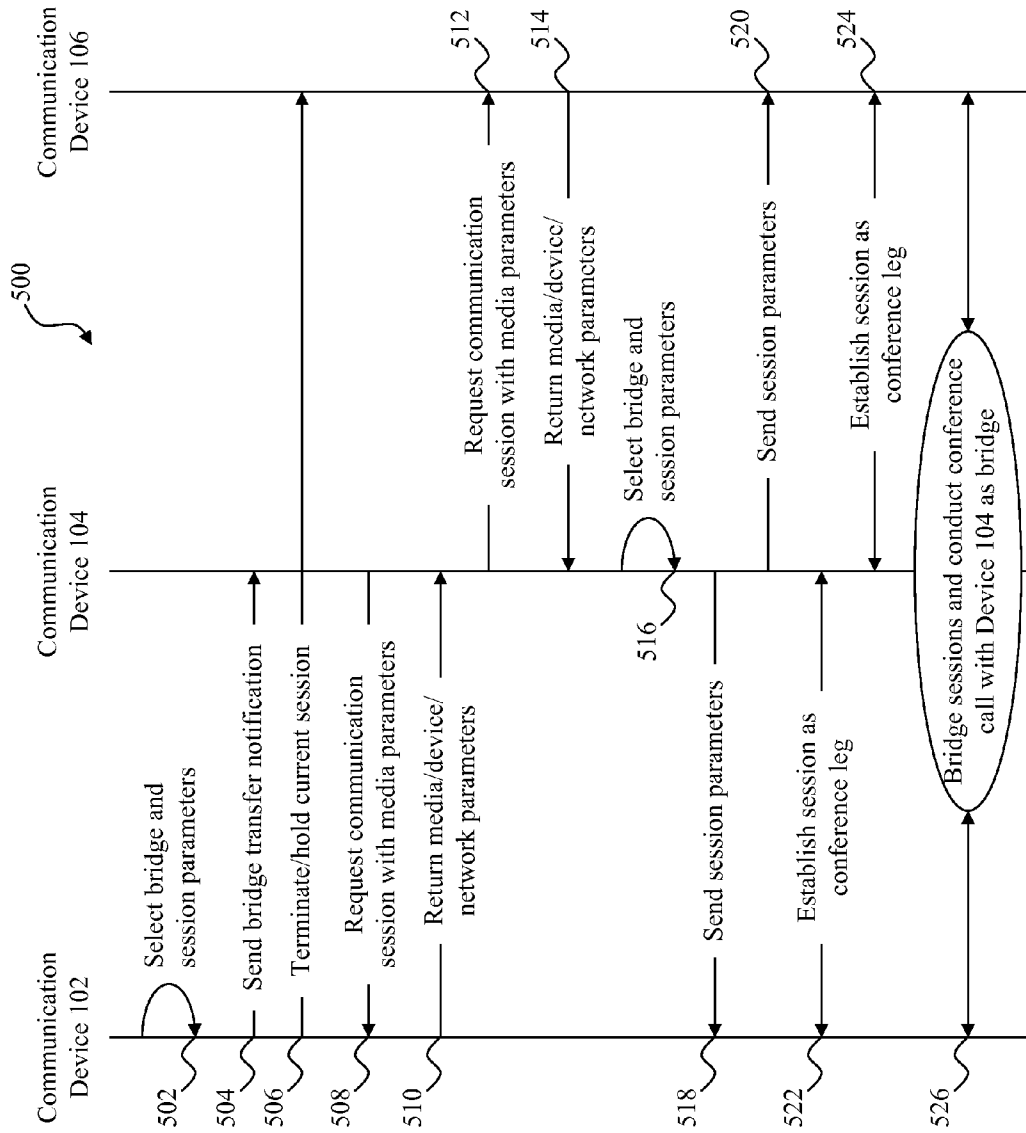 500
Communication
Device 102
Communication
Device 104
Communication
Device 106
Select bridge and
session parameters
502
Send bridge transfer notification
504
Terminate/hold current session
506
Request communication
session with media parameters
508
Return media/device/
network parameters
510
Request communication
session with media parameters
512
Return media/device/
network parameters
514
Select bridge and
session parameters
516
Send session parameters
518
Send session parameters
520
Establish session as
conference leg
522
Establish session as
conference leg
524
Bridge sessions and conduct conference
call with Device 104 as bridge
526